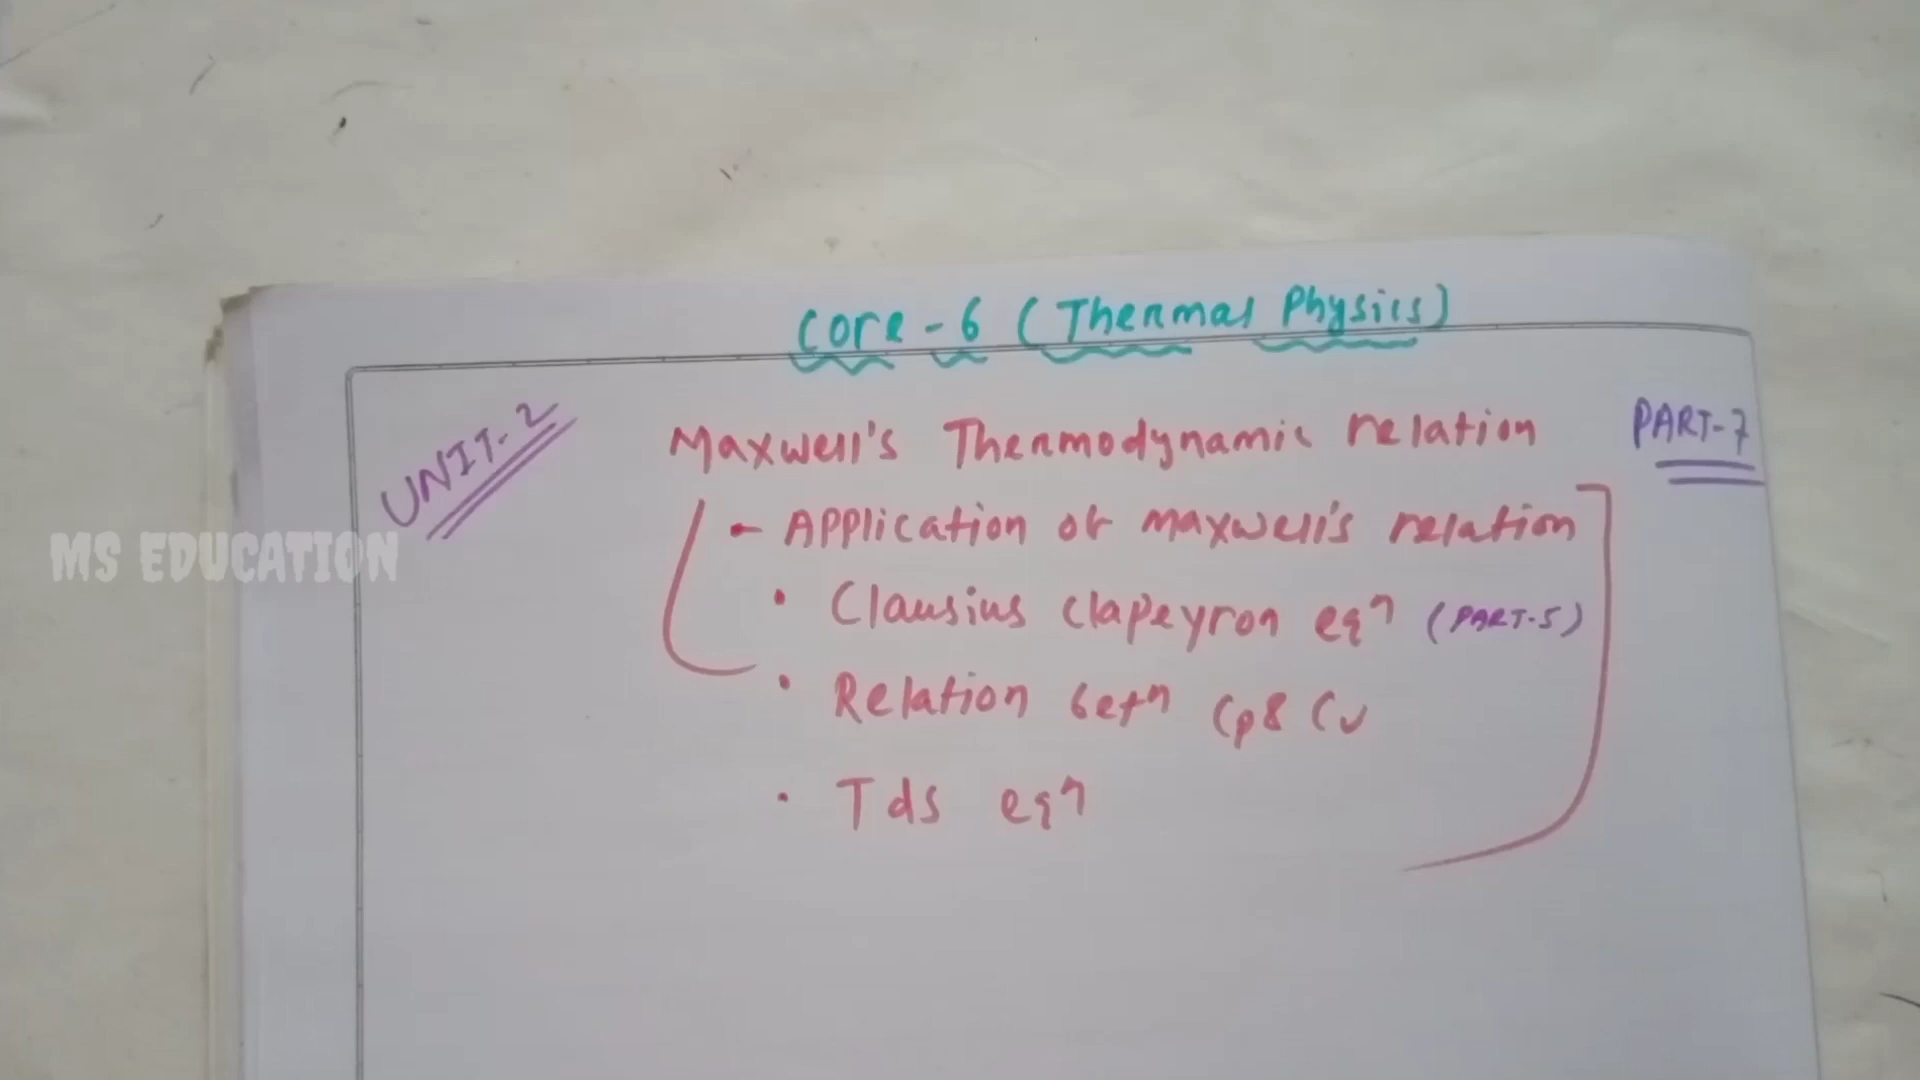 Core-6 (Thermal Physics)
UNIT-2
Maxwell's Thermodynamic relation
PART-7
- Application of maxwell's relation
• Clausius clapeyron eqn (PART-5)
• Relation betn Cp & Cv
• Tds eqn
MS EDUCATION